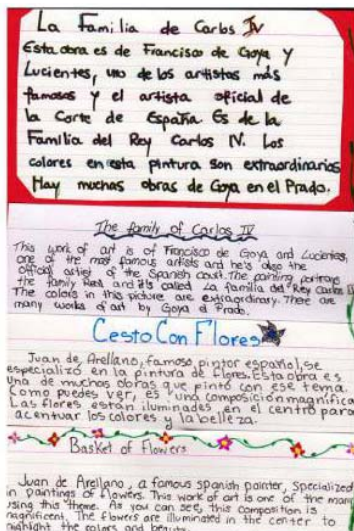 La Familia de Carlos IV
Esta obra es de Francisco de Goya y
Lucientes, uno de los artistas más
famosos y el artista oficial de
la Corte de España. Es de la
Familia del Rey Carlos IV. Los
colores en esta pintura son extraordinarios
Hay muchas obras de Goya en el Prado.
The family of Carlos IV
This work of art is of Francisco de Goya and Lucientes,
one of the most famous artists and he's also the
official artist of the Spanish court. The painting portrays
the family and it's called La familia del Rey Carlos IV
The colors in this picture are extraordinary. There are
many works of art by Goya el Prado.
Cesto Con Flores
Juan de Arellano, famoso pintor español, se
especializó en la pintura de flores. Esta obra es
una de muchas obras que pintó con ese tema.
Como puedes ver, es una composición magnífica
Las flores están iluminades en el centro para
acentuar los colores y la belleza.
Basket of Flowers
Juan de Arellano, a famous spanish painter, Specialized
in paintings of flowers. This work of art is one of the many
using this theme. As you can see, this composition is
magnificent. The flowers are illuminated in the center to
highlight the colors and beauty.